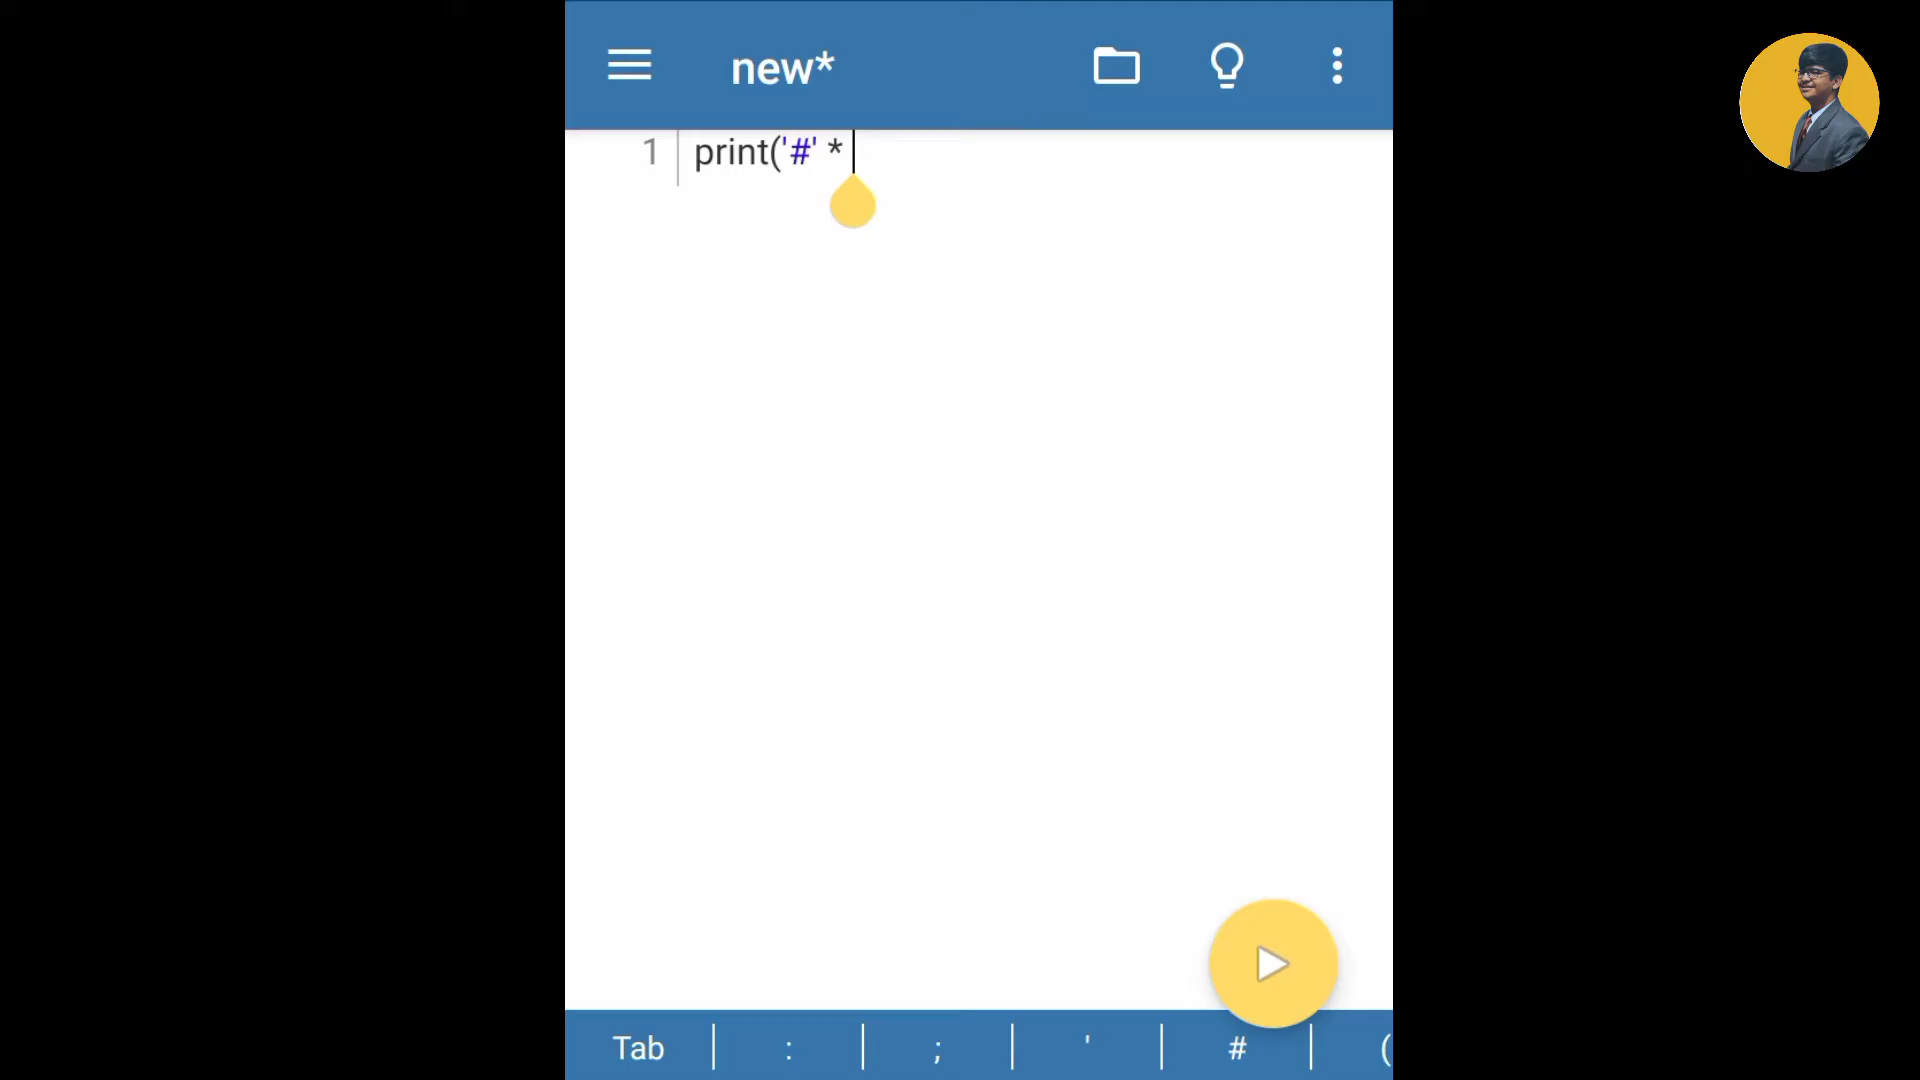 new*
1 print('#' *
Tab : ; ' # (